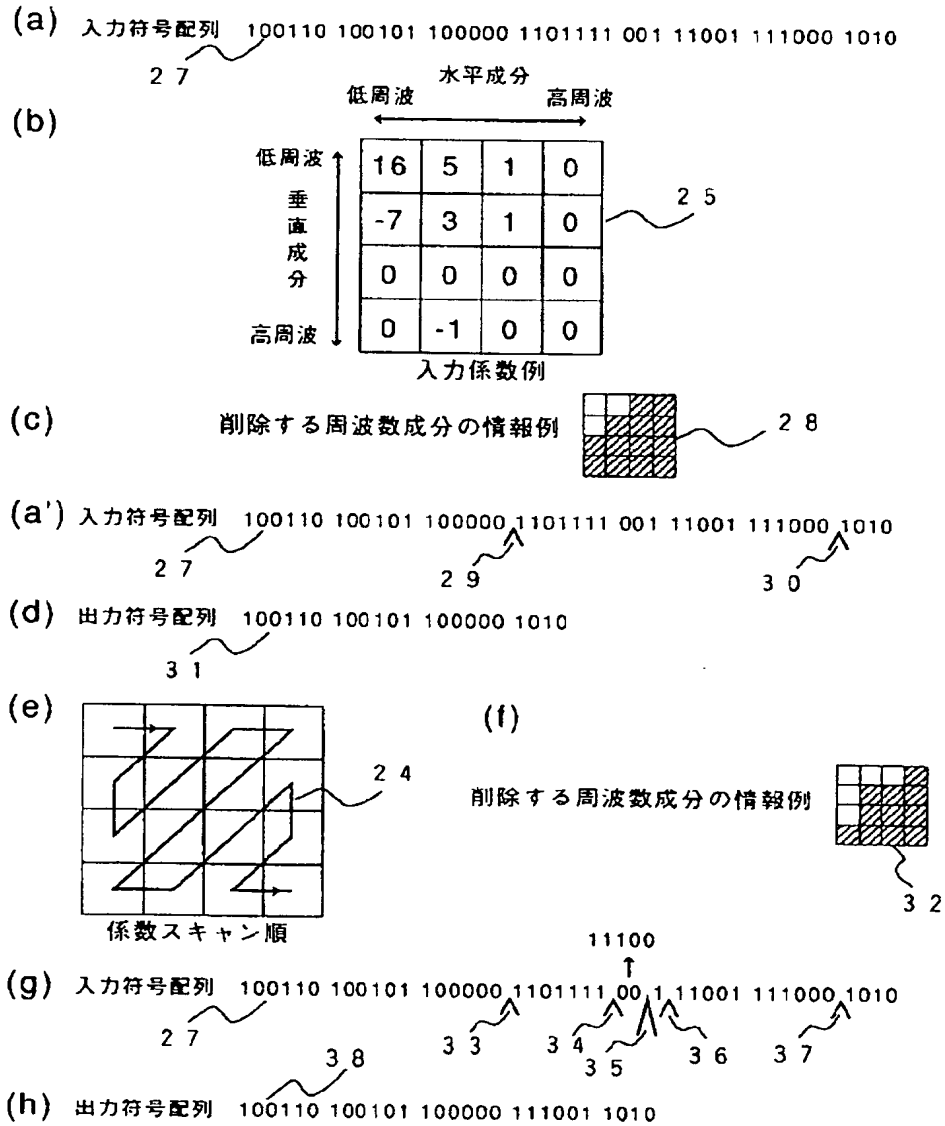 (a) 入力符号配列 100110 100101 100000 1101111 001 11001 111000 1010
27
水平成分
低周波 高周波
(b)
低周波
垂直成分
高周波
16 5 1 0
-7 3 1 0
0 0 0 0
0 -1 0 0
25
入力係数例
(c) 削除する周波数成分の情報例
28
(a') 入力符号配列 100110 100101 100000 1101111 001 11001 111000 1010
27 29 30
(d) 出力符号配列 100110 100101 100000 1010
31
(e)
24
係数スキャン順
(f)
削除する周波数成分の情報例
32
11100
(g) 入力符号配列 100110 100101 100000 1101111 00 1 11001 111000 1010
27 33 34 35 36 37
38
(h) 出力符号配列 100110 100101 100000 111001 1010